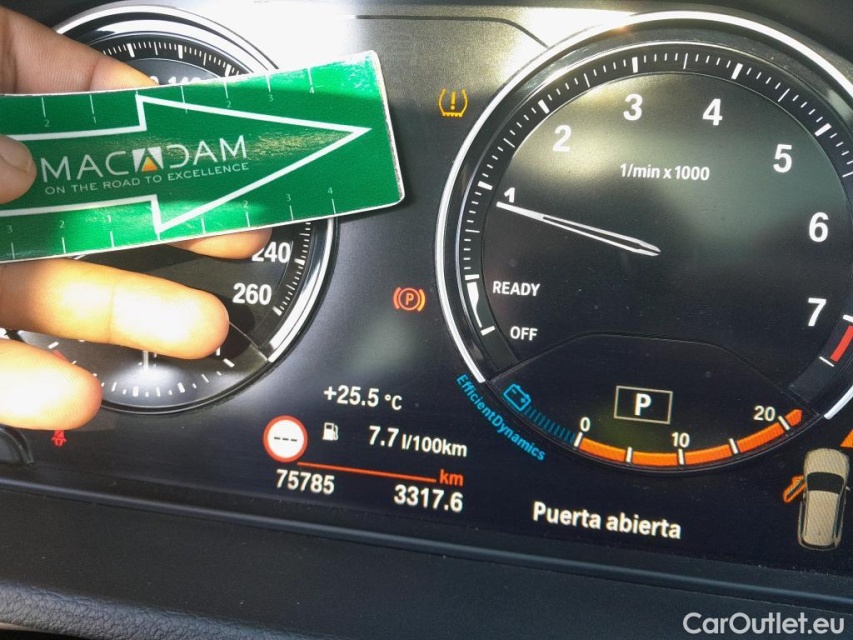 MACADAM
ON THE ROAD TO EXCELLENCE
240
260
1
2
3
4
5
6
7
1/min x 1000
READY
OFF
(P)
+25.5 °C
---
7.7 l/100km
km
75785
3317.6
EfficientDynamics
P
0
10
20
Puerta abierta
CarOutlet.eu